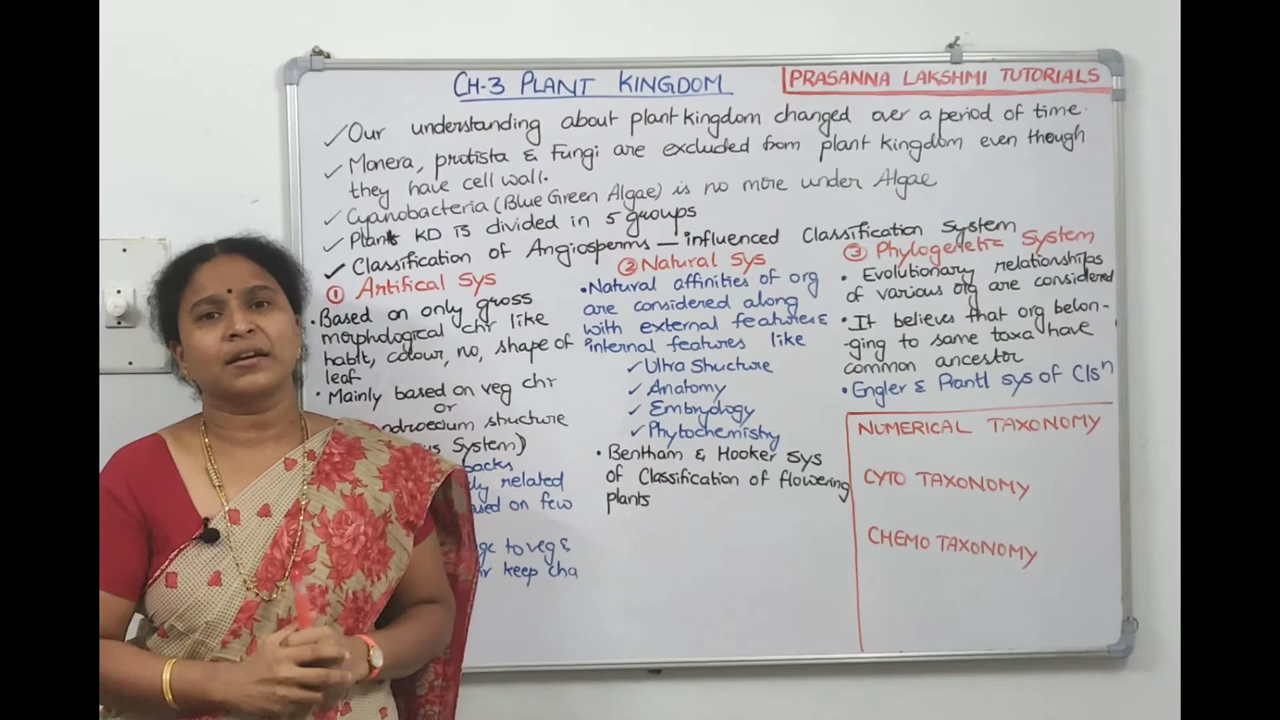 CH-3 PLANT KINGDOM
PRASANNA LAKSHMI TUTORIALS
✓ Our understanding about plant kingdom changed over a period of time.
✓ Monera, protista & Fungi are excluded from plant kingdom even though
they have cell wall.
✓ Cyanobacteria (Blue Green Algae) is no more under Algae
✓ Plant KD is divided in 5 groups
✓ Classification of Angiosperms – influenced Classification System
① Artifical Sys
• Based on only gross
morphological chr like
habit, colour, no, shape of
leaf
• Mainly based on veg chr
or
ndroecium structure
us System)
backs
ly related
ased on few
ge to veg &
hr keep cha
② Natural Sys
• Natural affinities of org
are considered along
with external features &
internal features like
✓ Ultra Structure
✓ Anatomy
✓ Embryology
✓ Phytochemistry
• Bentham & Hooker sys
of Classification of flowering
plants
③ Phylogenetic System
• Evolutionary relationships
of various org are considered
• It believes that org belon-
ging to same taxa have
common ancestor
• Engler & Prantl sys of Clsⁿ
NUMERICAL TAXONOMY
CYTO TAXONOMY
CHEMO TAXONOMY